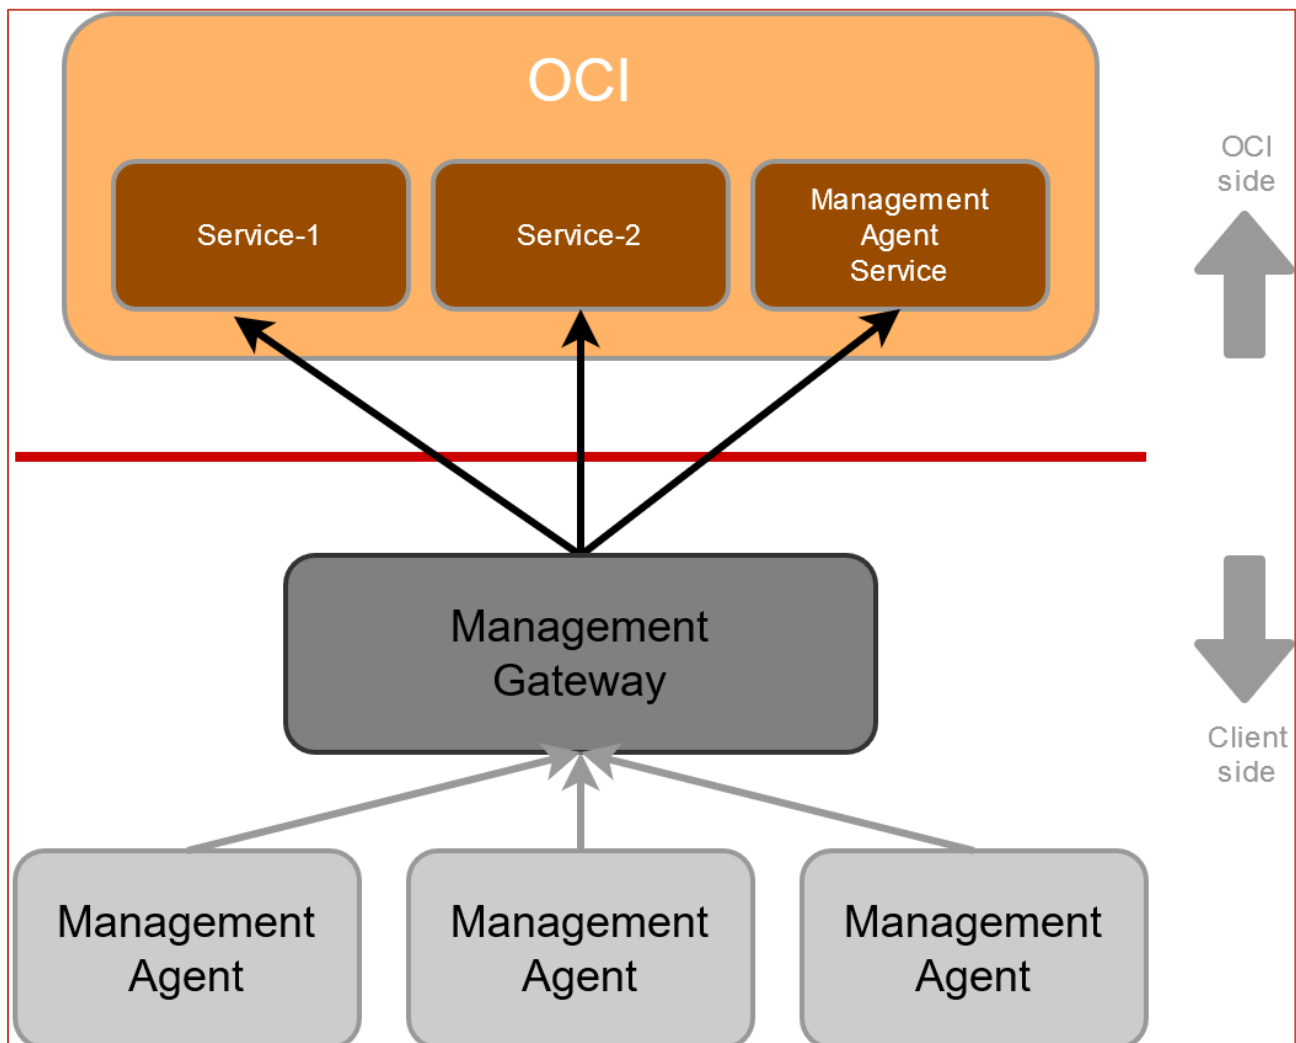 OCI
OCI
side
Service-1
Service-2
Management
Agent
Service
Management
Gateway
Client
side
Management
Agent
Management
Agent
Management
Agent